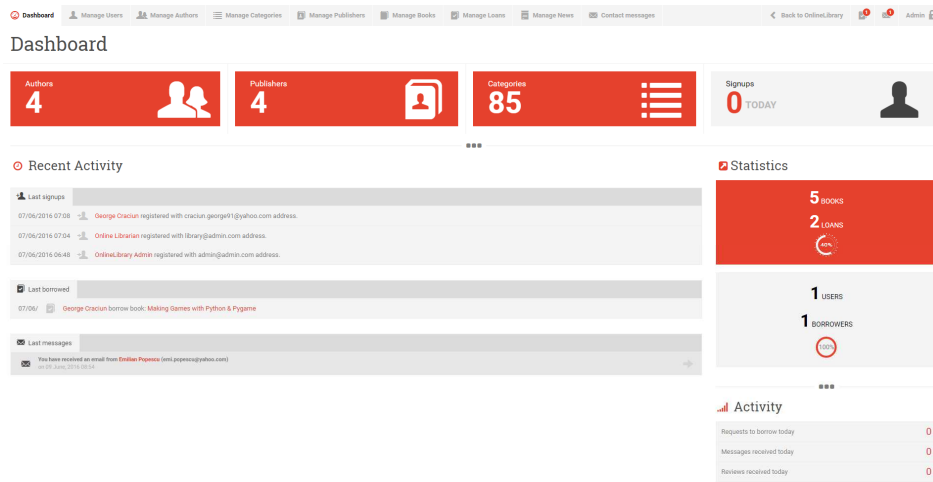 Dashboard Manage Users Manage Authors Manage Categories Manage Publishers Manage Books Manage Loans Manage News Contact messages Back to OnlineLibrary 1 1 Admin
Dashboard
Authors
4
Publishers
4
Categories
85
Signups
0 TODAY
Recent Activity
Last signups
07/06/2016 07:08 George Craciun registered with craciun.george91@yahoo.com address.
07/06/2016 07:04 Online Librarian registered with library@admin.com address.
07/06/2016 06:48 OnlineLibrary Admin registered with admin@admin.com address.
Last borrowed
07/06/ George Craciun borrow book: Making Games with Python & Pygame
Last messages
You have received an email from Emilian Popescu (emi.popescu@yahoo.com)
on 09 June, 2016 08:54
Statistics
5 BOOKS
2 LOANS
40%
1 USERS
1 BORROWERS
100%
Activity
Requests to borrow today 0
Messages received today 0
Reviews received today 0